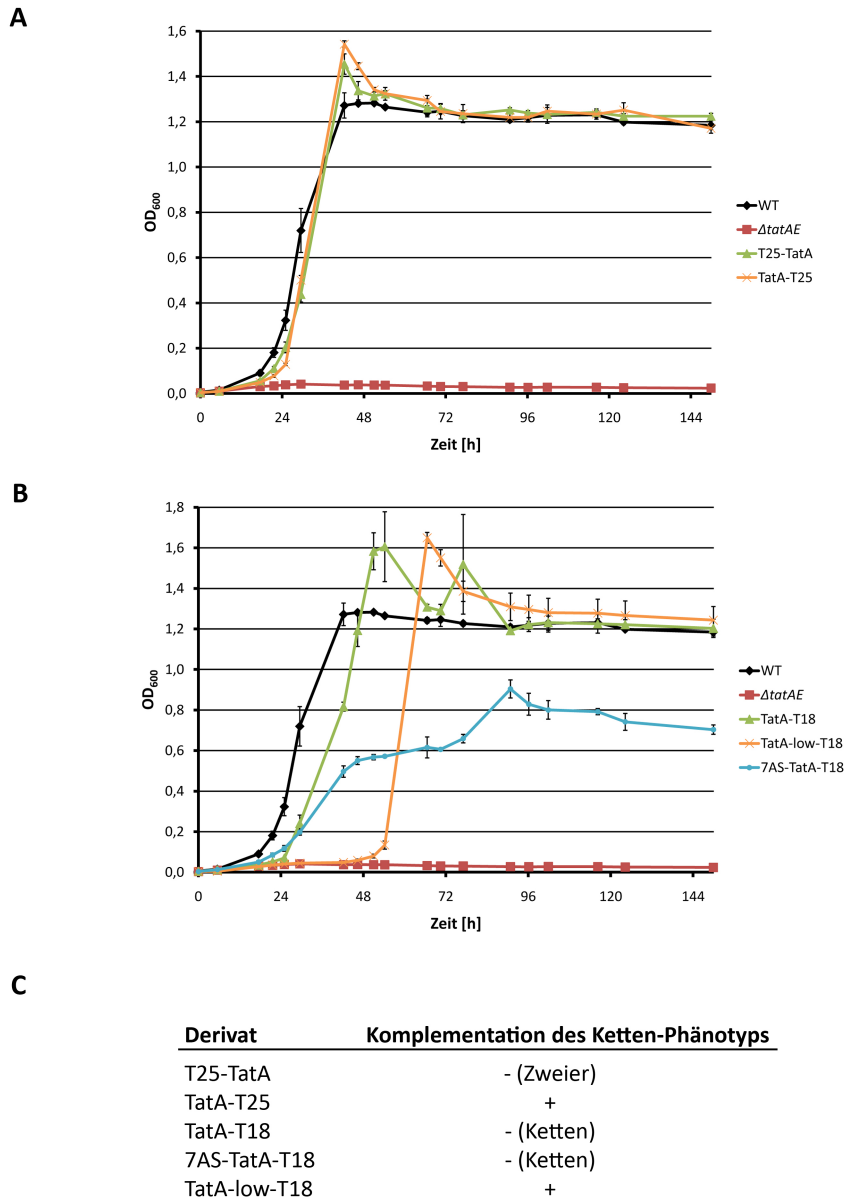 A
1,6
1,4
1,2
1,0
0,8
0,6
0,4
0,2
0,0
OD600
0 24 48 72 96 120 144
Zeit [h]
WT
ΔtatAE
T25-TatA
TatA-T25
B
1,8
1,6
1,4
1,2
1,0
0,8
0,6
0,4
0,2
0,0
OD600
0 24 48 72 96 120 144
Zeit [h]
WT
ΔtatAE
TatA-T18
TatA-low-T18
7AS-TatA-T18
C
Derivat Komplementation des Ketten-Phänotyps
T25-TatA - (Zweier)
TatA-T25 +
TatA-T18 - (Ketten)
7AS-TatA-T18 - (Ketten)
TatA-low-T18 +